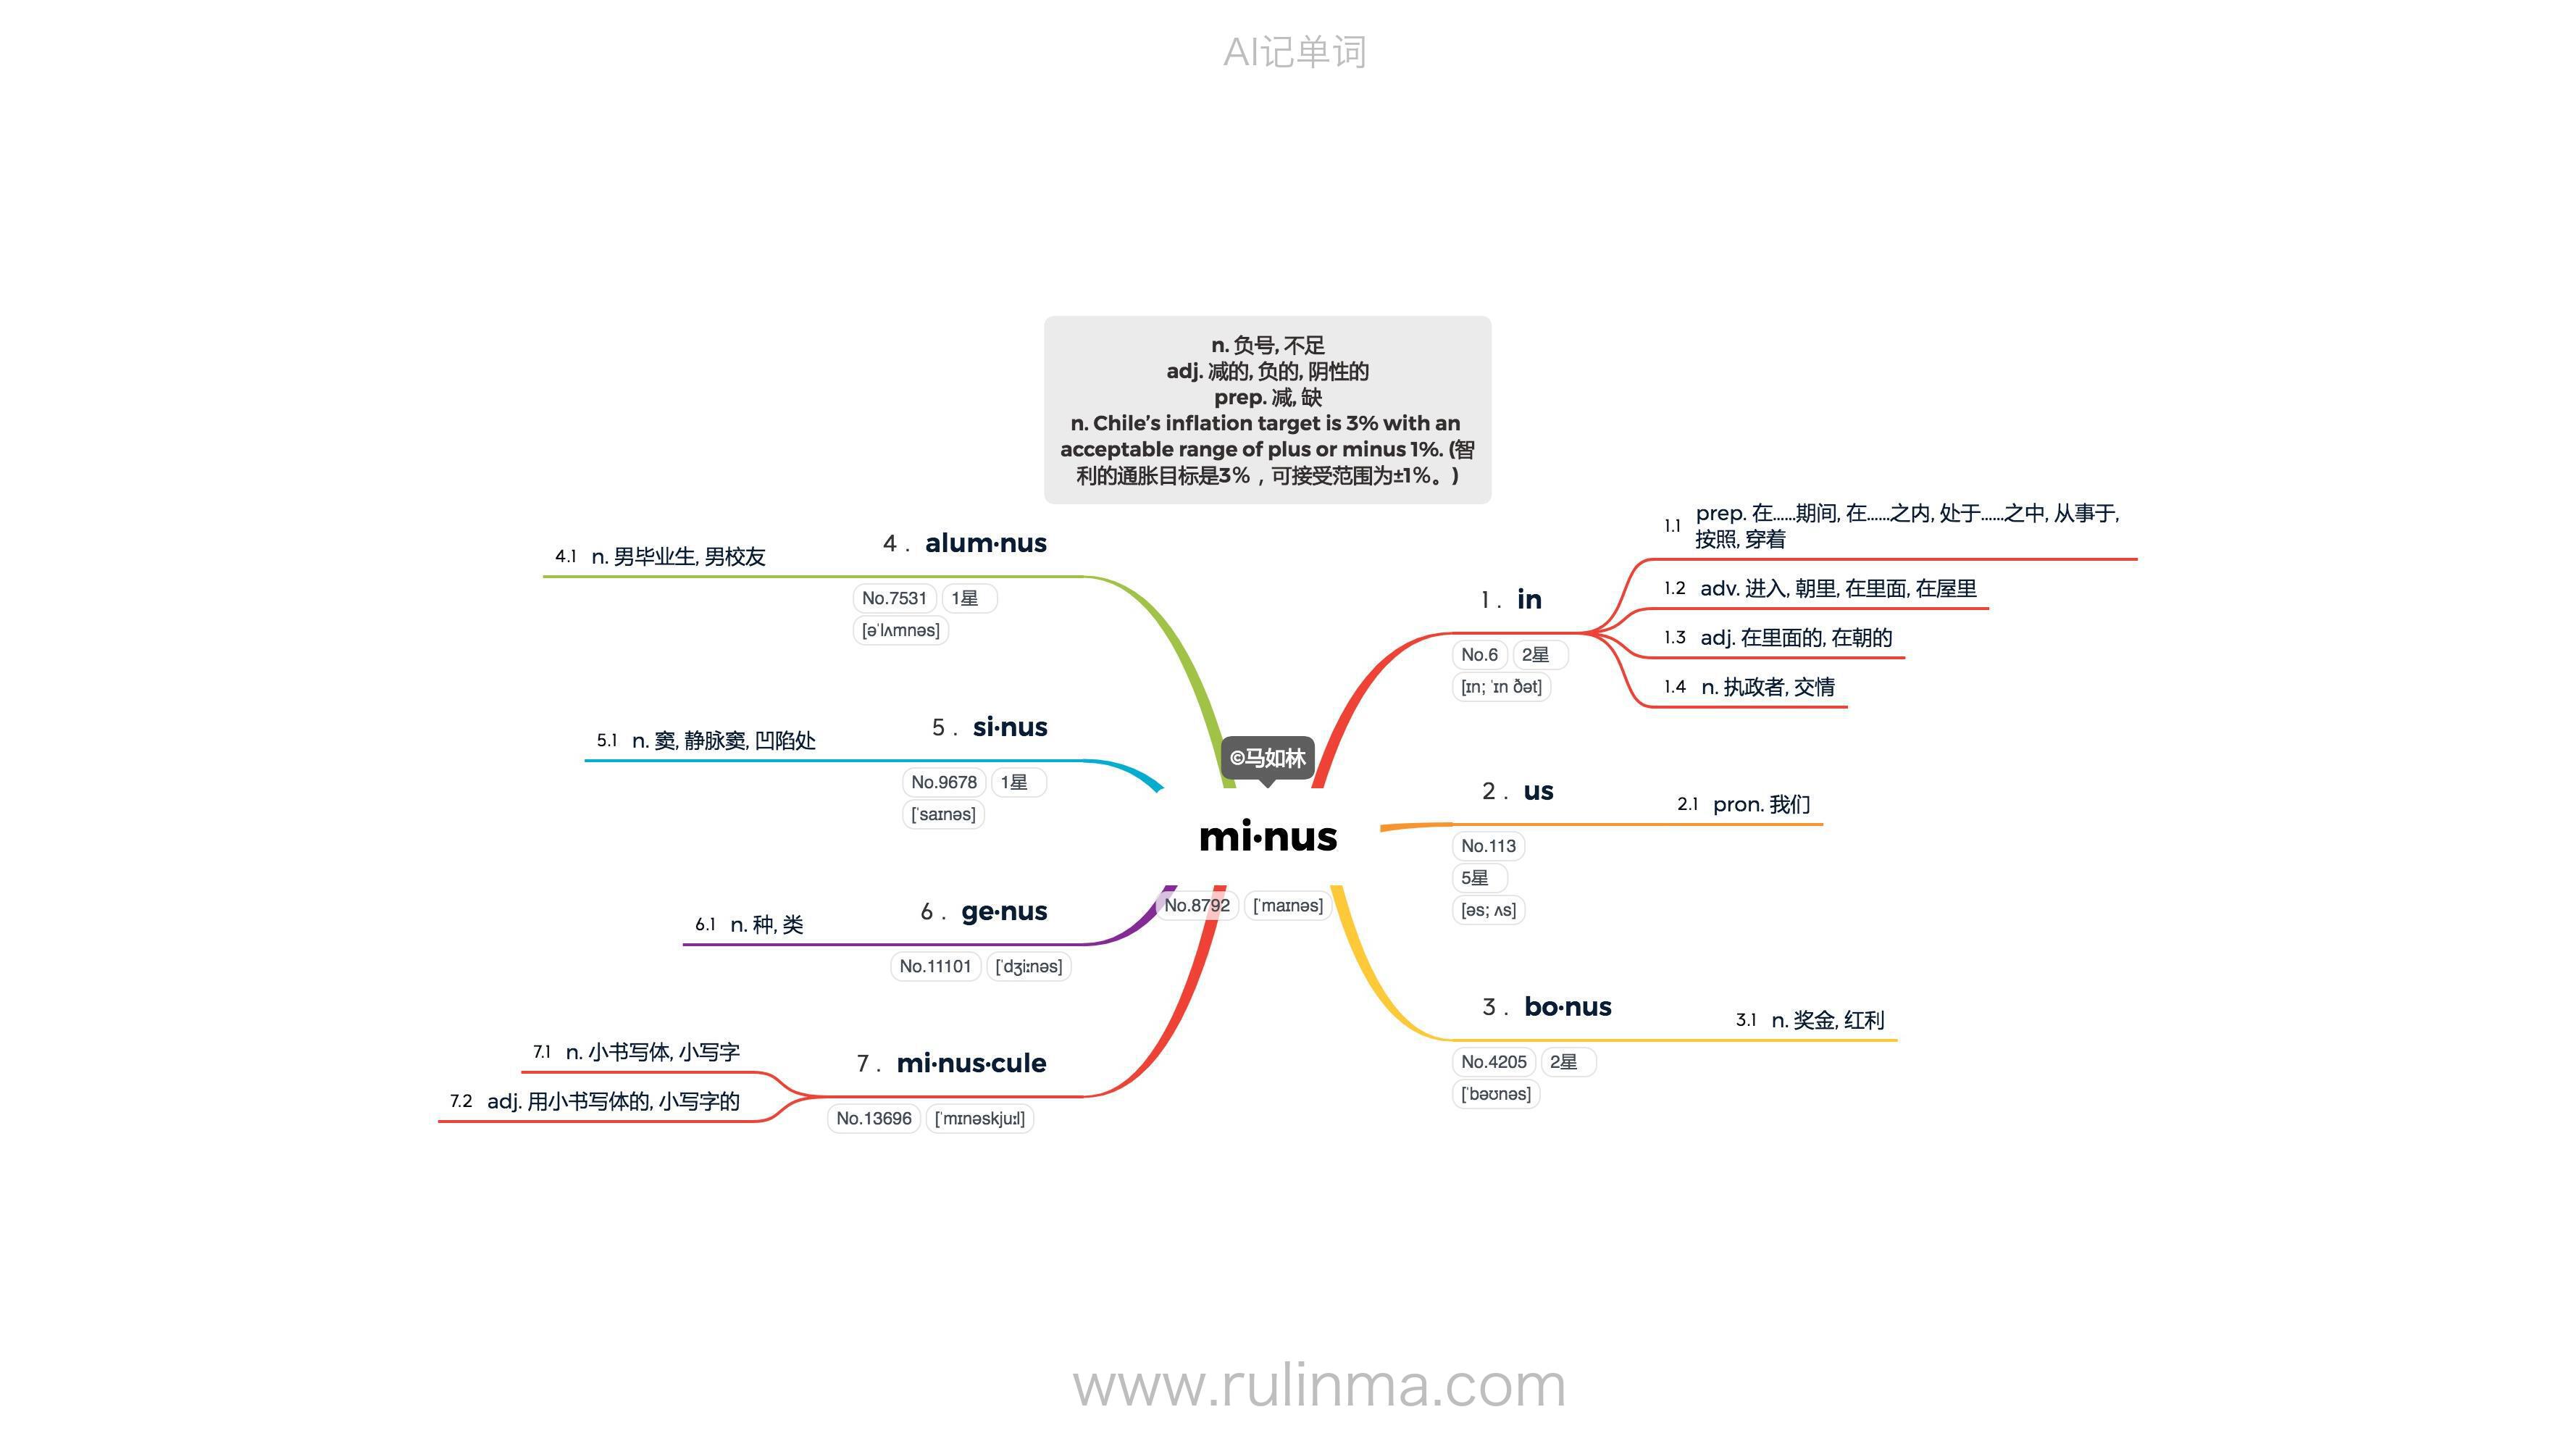 AI记单词
n. 负号, 不足
adj. 减的, 负的, 阴性的
prep. 减, 缺
n. Chile’s inflation target is 3% with an
acceptable range of plus or minus 1%. (智
利的通胀目标是3%，可接受范围为±1%。)
©马如林
mi·nus
No.8792 [ˈmaɪnəs]
1. in
No.6 2星
[ɪn; ˈɪn ðət]
1.1 prep. 在……期间, 在……之内, 处于……之中, 从事于,
按照, 穿着
1.2 adv. 进入, 朝里, 在里面, 在屋里
1.3 adj. 在里面的, 在朝的
1.4 n. 执政者, 交情
2. us
No.113
5星
[əs; ʌs]
2.1 pron. 我们
3. bo·nus
No.4205 2星
[ˈbəʊnəs]
3.1 n. 奖金, 红利
4. alum·nus
No.7531 1星
[əˈlʌmnəs]
4.1 n. 男毕业生, 男校友
5. si·nus
No.9678 1星
[ˈsaɪnəs]
5.1 n. 窦, 静脉窦, 凹陷处
6. ge·nus
No.11101 [ˈdʒiːnəs]
6.1 n. 种, 类
7. mi·nus·cule
No.13696 [ˈmɪnəskjuːl]
7.1 n. 小书写体, 小写字
7.2 adj. 用小书写体的, 小写字的
www.rulinma.com